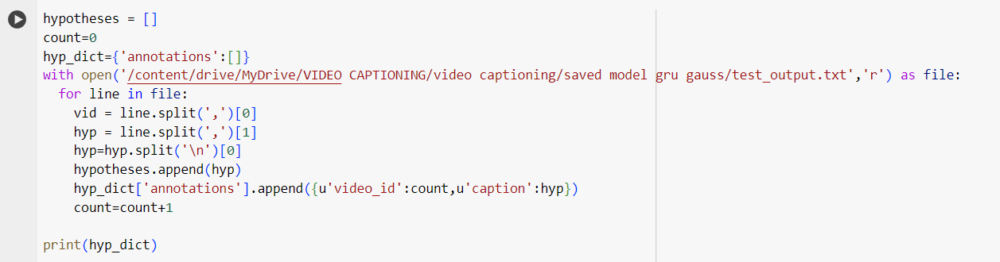 hypotheses = []
count=0
hyp_dict={'annotations':[]}
with open('/content/drive/MyDrive/VIDEO CAPTIONING/video captioning/saved model gru gauss/test_output.txt','r') as file:
  for line in file:
    vid = line.split(',')[0]
    hyp = line.split(',')[1]
    hyp=hyp.split('\n')[0]
    hypotheses.append(hyp)
    hyp_dict['annotations'].append({u'video_id':count,u'caption':hyp})
    count=count+1

print(hyp_dict)